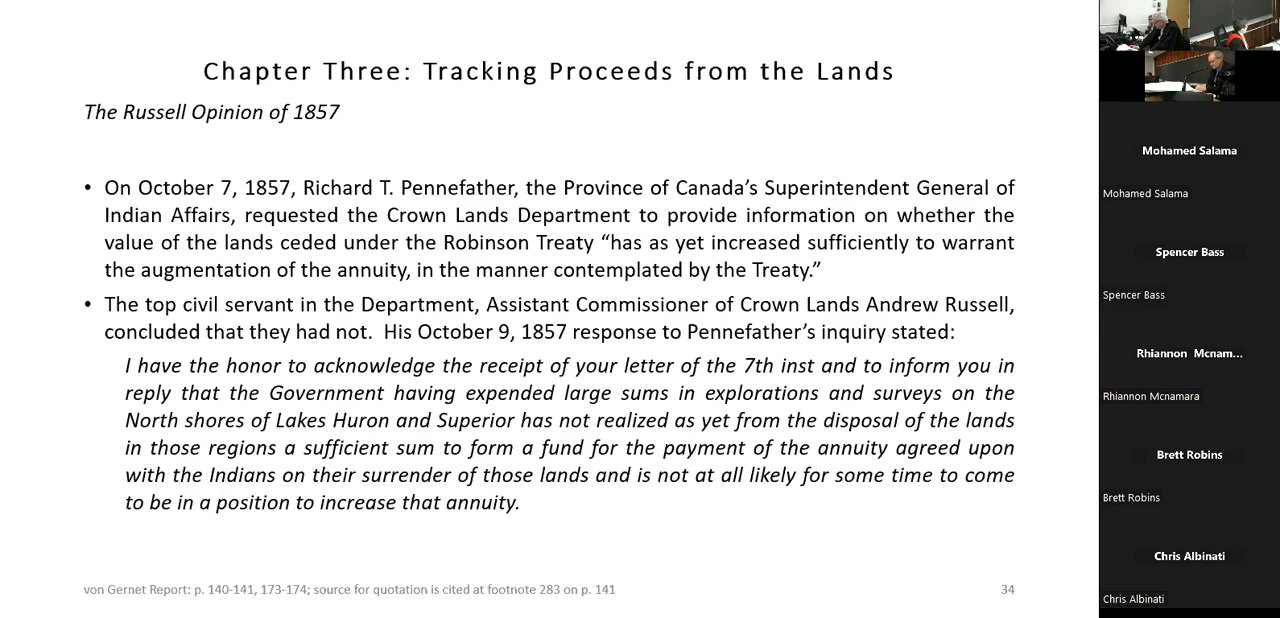 Chapter Three: Tracking Proceeds from the Lands
The Russell Opinion of 1857
• On October 7, 1857, Richard T. Pennefather, the Province of Canada’s Superintendent General of
Indian Affairs, requested the Crown Lands Department to provide information on whether the
value of the lands ceded under the Robinson Treaty “has as yet increased sufficiently to warrant
the augmentation of the annuity, in the manner contemplated by the Treaty.”
• The top civil servant in the Department, Assistant Commissioner of Crown Lands Andrew Russell,
concluded that they had not. His October 9, 1857 response to Pennefather’s inquiry stated:
I have the honor to acknowledge the receipt of your letter of the 7th inst and to inform you in
reply that the Government having expended large sums in explorations and surveys on the
North shores of Lakes Huron and Superior has not realized as yet from the disposal of the lands
in those regions a sufficient sum to form a fund for the payment of the annuity agreed upon
with the Indians on their surrender of those lands and is not at all likely for some time to come
to be in a position to increase that annuity.
von Gernet Report: p. 140-141, 173-174; source for quotation is cited at footnote 283 on p. 141
34
Mohamed Salama
Mohamed Salama
Spencer Bass
Spencer Bass
Rhiannon Mcnam...
Rhiannon Mcnamara
Brett Robins
Brett Robins
Chris Albinati
Chris Albinati